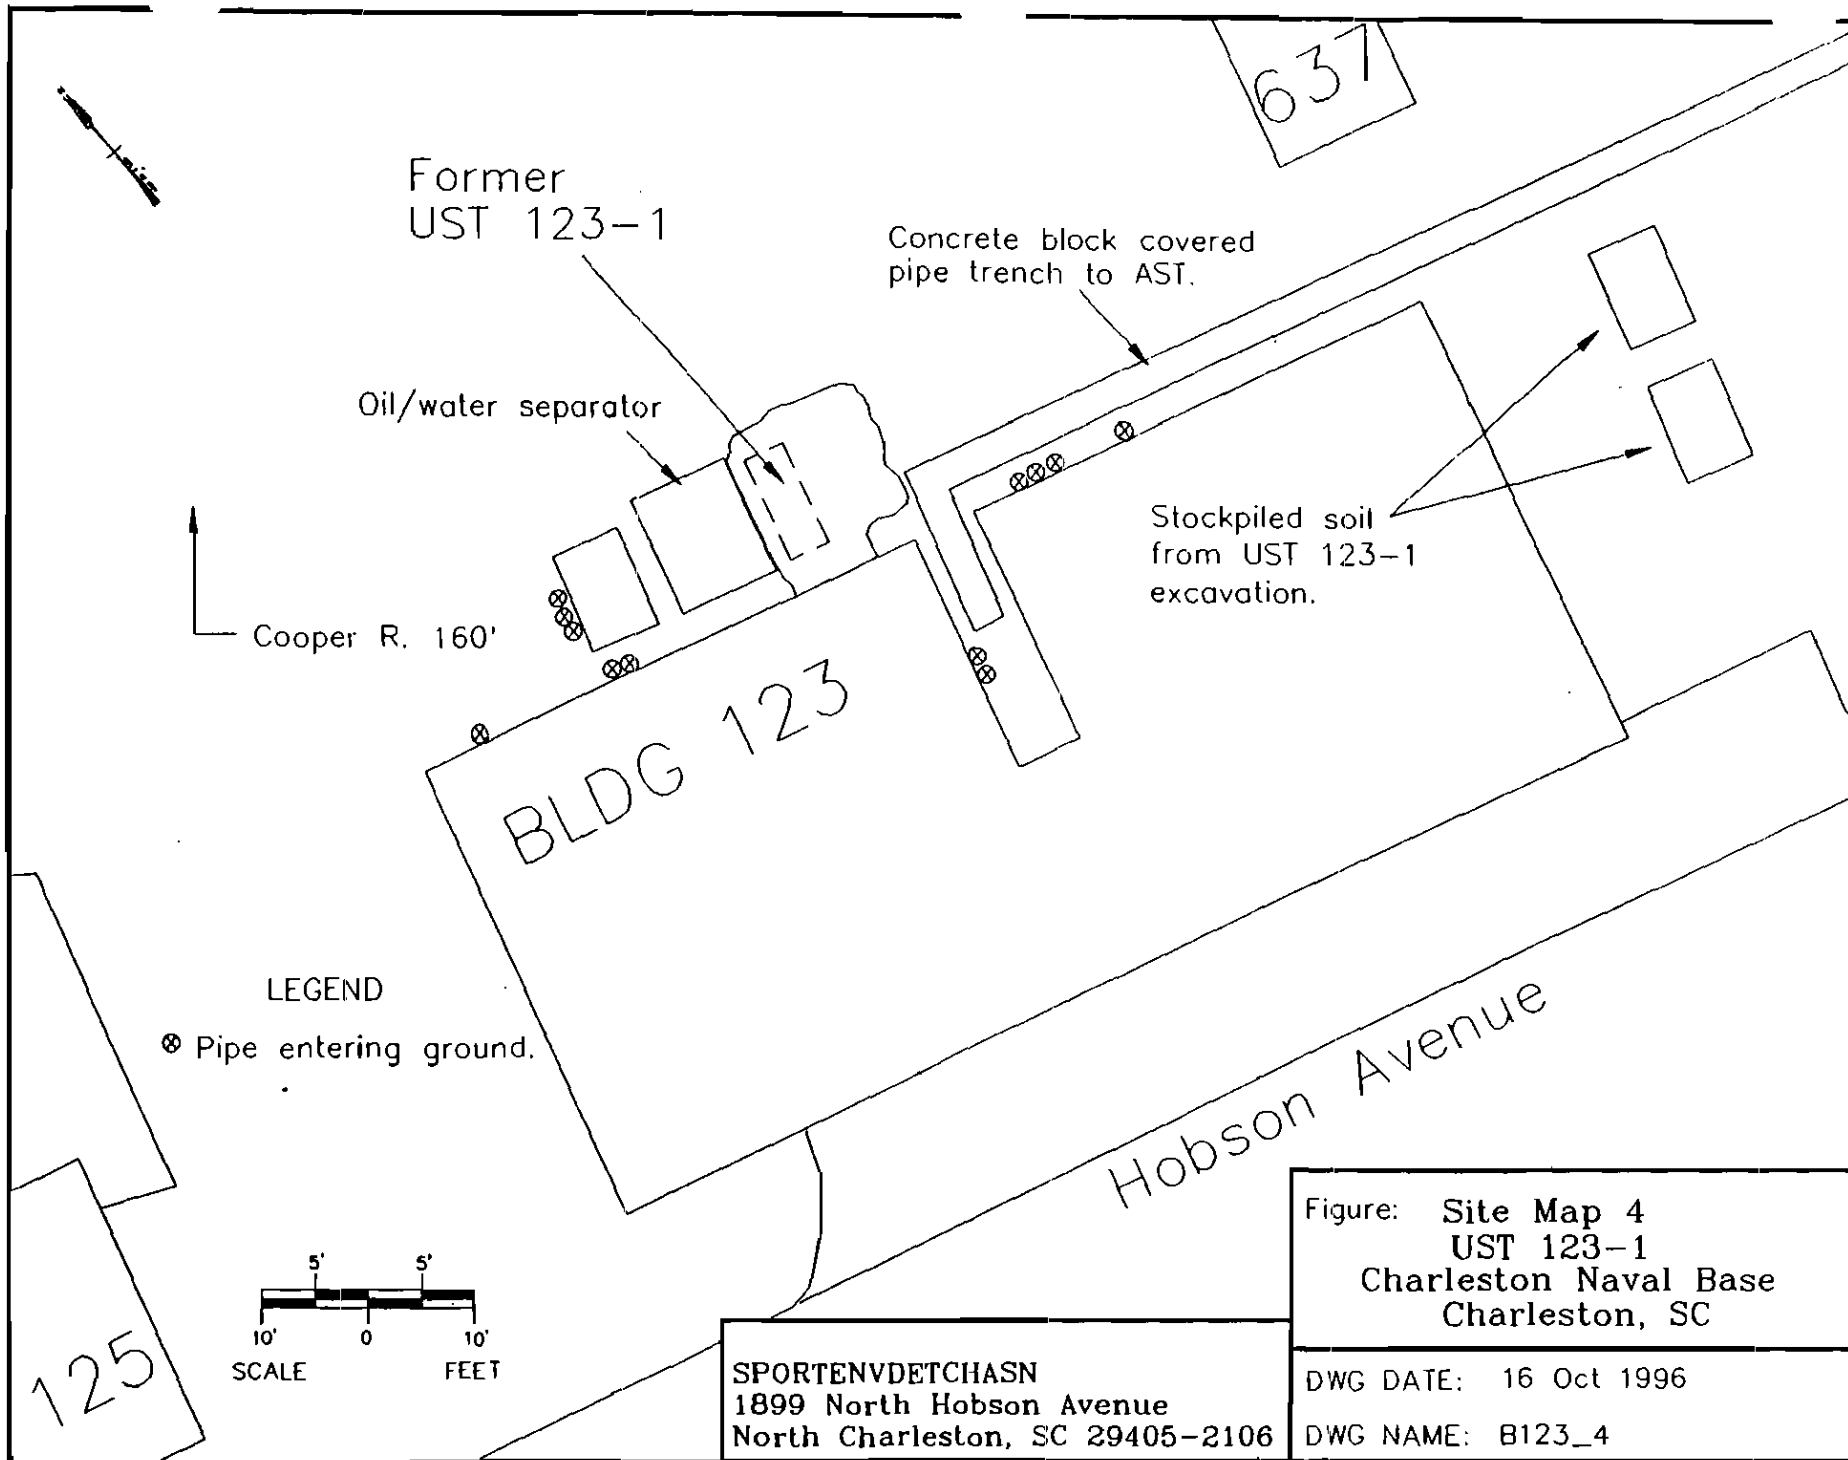 637
Former
UST 123-1
Concrete block covered
pipe trench to AST.
Oil/water separator
Stockpiled soil
from UST 123-1
excavation.
Cooper R. 160'
BLDG 123
LEGEND
⊗ Pipe entering ground.
Hobson Avenue
125
5' 5'
10' 0 10'
SCALE FEET
SPORTENVDETCHASN
1899 North Hobson Avenue
North Charleston, SC 29405-2106
Figure: Site Map 4
UST 123-1
Charleston Naval Base
Charleston, SC
DWG DATE: 16 Oct 1996
DWG NAME: B123_4